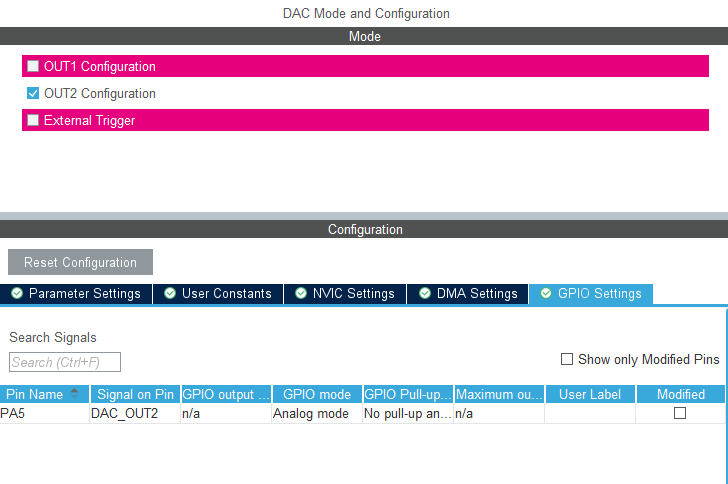 DAC Mode and Configuration
Mode
OUT1 Configuration
OUT2 Configuration
External Trigger
Configuration
Reset Configuration
Parameter Settings User Constants NVIC Settings DMA Settings GPIO Settings
Search Signals
Search (Ctrl+F)
Show only Modified Pins
Pin Name Signal on Pin GPIO output ... GPIO mode GPIO Pull-up... Maximum ou... User Label Modified
PA5 DAC_OUT2 n/a Analog mode No pull-up an... n/a